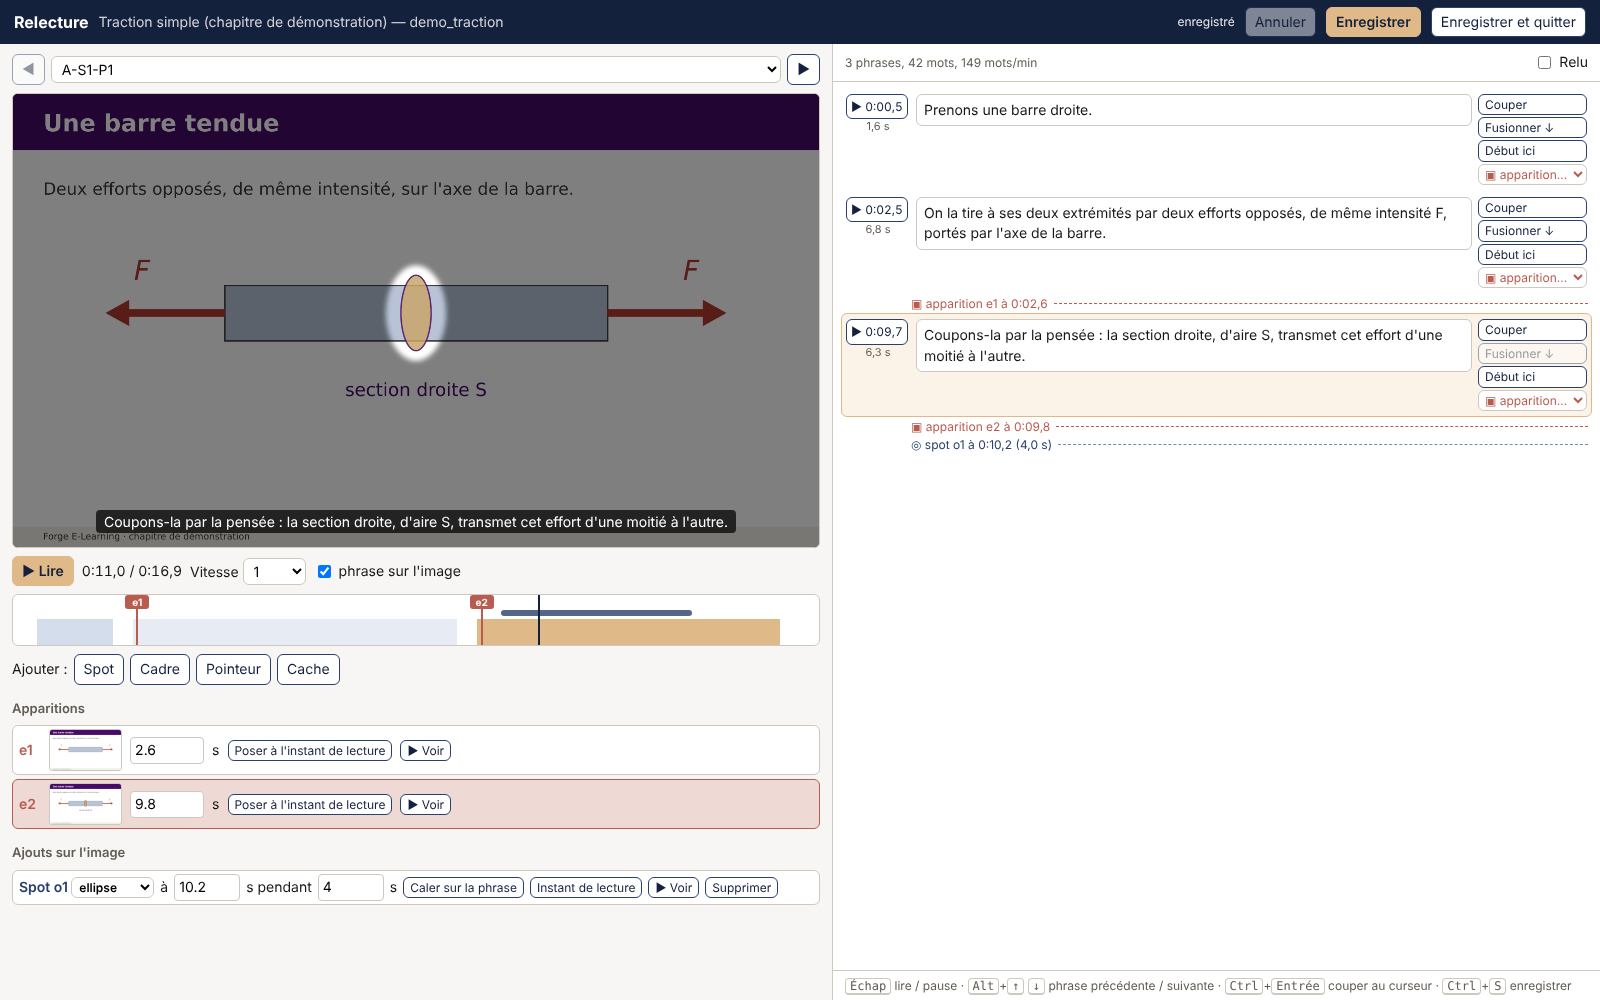 Relecture Traction simple (chapitre de démonstration) — demo_traction
enregistré Annuler Enregistrer Enregistrer et quitter
◀ A-S1-P1 ▶
Une barre tendue
Deux efforts opposés, de même intensité, sur l'axe de la barre.
F F
section droite S
Coupons-la par la pensée : la section droite, d'aire S, transmet cet effort d'une moitié à l'autre.
Forge E-Learning · chapitre de démonstration
▶ Lire 0:11,0 / 0:16,9 Vitesse 1 phrase sur l'image
e1 e2
Ajouter : Spot Cadre Pointeur Cache
Apparitions
e1 2.6 s Poser à l'instant de lecture ▶ Voir
e2 9.8 s Poser à l'instant de lecture ▶ Voir
Ajouts sur l'image
Spot o1 ellipse à 10.2 s pendant 4 s Caler sur la phrase Instant de lecture ▶ Voir Supprimer
3 phrases, 42 mots, 149 mots/min Relu
▶ 0:00,5 Prenons une barre droite. Couper
1,6 s Fusionner ↓
Début ici
▣ apparition...
▶ 0:02,5 On la tire à ses deux extrémités par deux efforts opposés, de même intensité F, Couper
6,8 s portés par l'axe de la barre. Fusionner ↓
Début ici
▣ apparition...
▣ apparition e1 à 0:02,6
▶ 0:09,7 Coupons-la par la pensée : la section droite, d'aire S, transmet cet effort d'une Couper
6,3 s moitié à l'autre. Fusionner ↓
Début ici
▣ apparition...
▣ apparition e2 à 0:09,8
◎ spot o1 à 0:10,2 (4,0 s)
Échap lire / pause · Alt+↑ ↓ phrase précédente / suivante · Ctrl+Entrée couper au curseur · Ctrl+S enregistrer